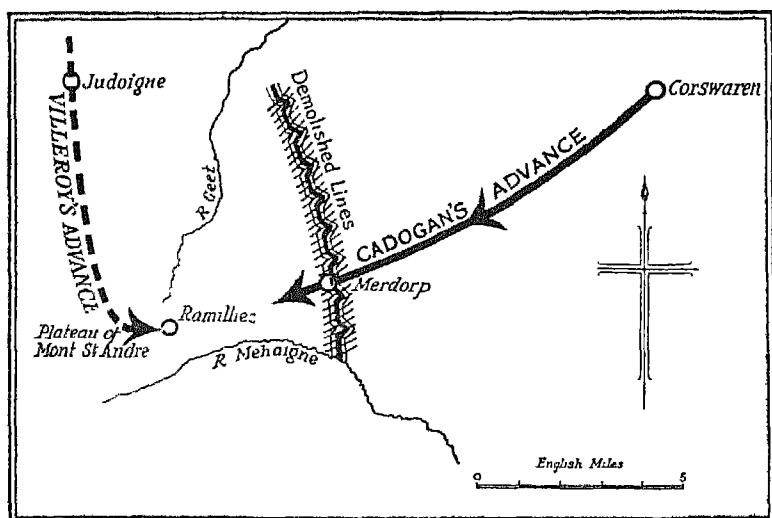 Judoigne
Corswaren
VILLEROY'S ADVANCE
Demolished Lines
R Geet
CADOGAN'S ADVANCE
Merdorp
Ramillies
Plateau of
Mont St Andre
R Mehaigne
English Miles
0 5